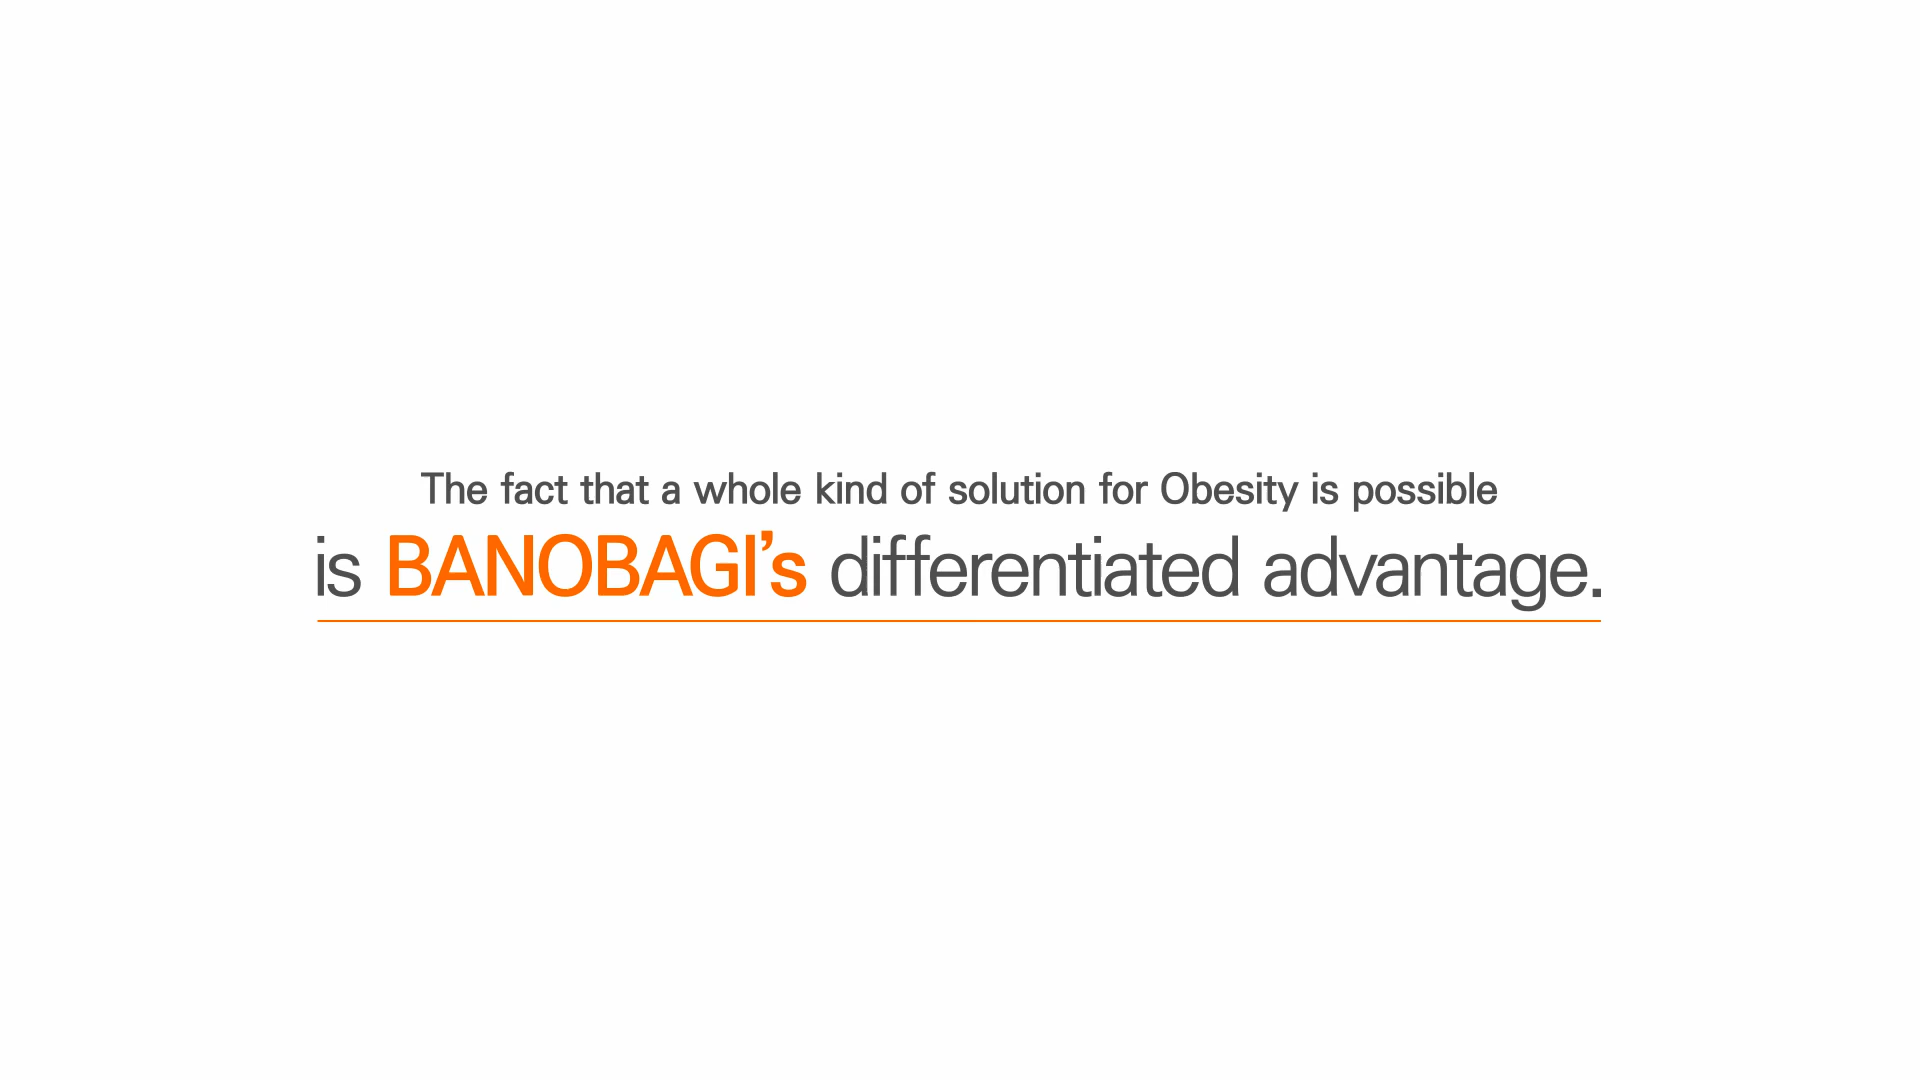 The fact that a whole kind of solution for Obesity is possible
is BANOBAGI’s differentiated advantage.